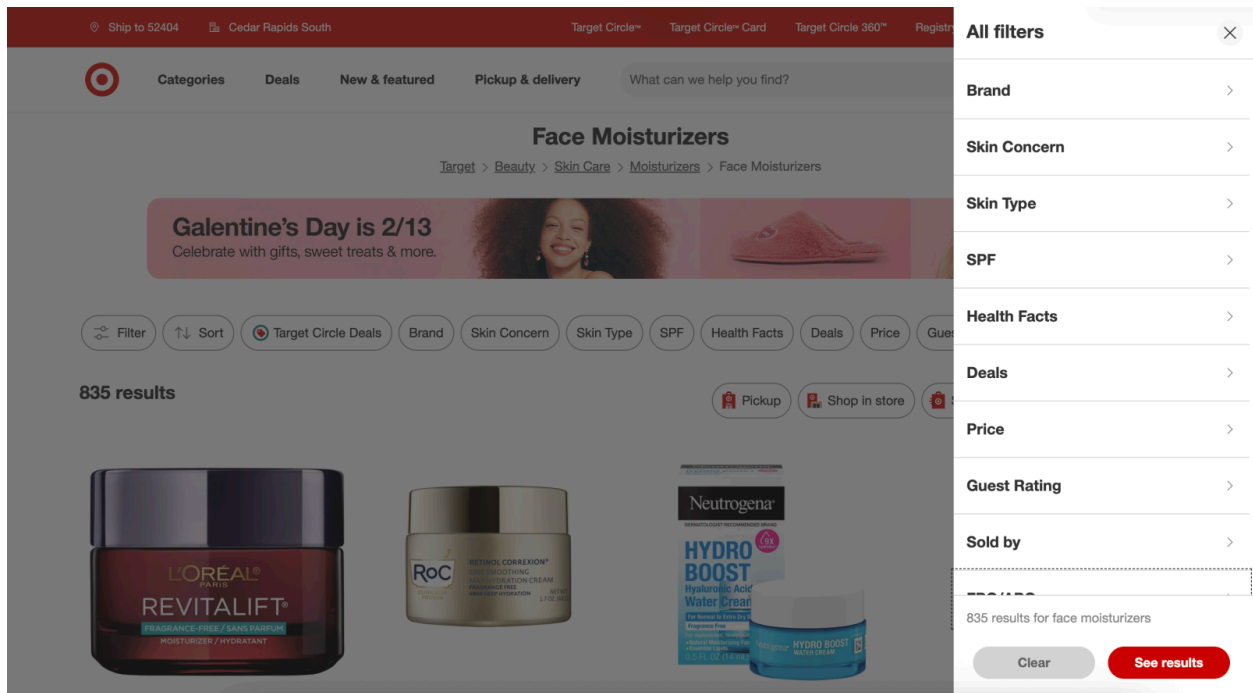 Ship to 52404
Cedar Rapids South
Target Circle™
Target Circle™ Card
Target Circle 360™
Registry
Categories
Deals
New & featured
Pickup & delivery
What can we help you find?
Face Moisturizers
Target > Beauty > Skin Care > Moisturizers > Face Moisturizers
Galentine's Day is 2/13
Celebrate with gifts, sweet treats & more.
Filter
Sort
Target Circle Deals
Brand
Skin Concern
Skin Type
SPF
Health Facts
Deals
Price
835 results
Pickup
Shop in store
L'ORÉAL®
PARIS
REVITALIFT®
FRAGRANCE-FREE / SANS PARFUM
MOISTURIZER / HYDRATANT
RoC
RETINOL CORREXION®
Neutrogena®
DERMATOLOGIST RECOMMENDED BRAND
HYDRO
BOOST
Hyaluronic Acid
Water Cream
Fragrance Free
HYDRO BOOST
WATER CREAM
All filters
Brand
Skin Concern
Skin Type
SPF
Health Facts
Deals
Price
Guest Rating
Sold by
835 results for face moisturizers
Clear
See results